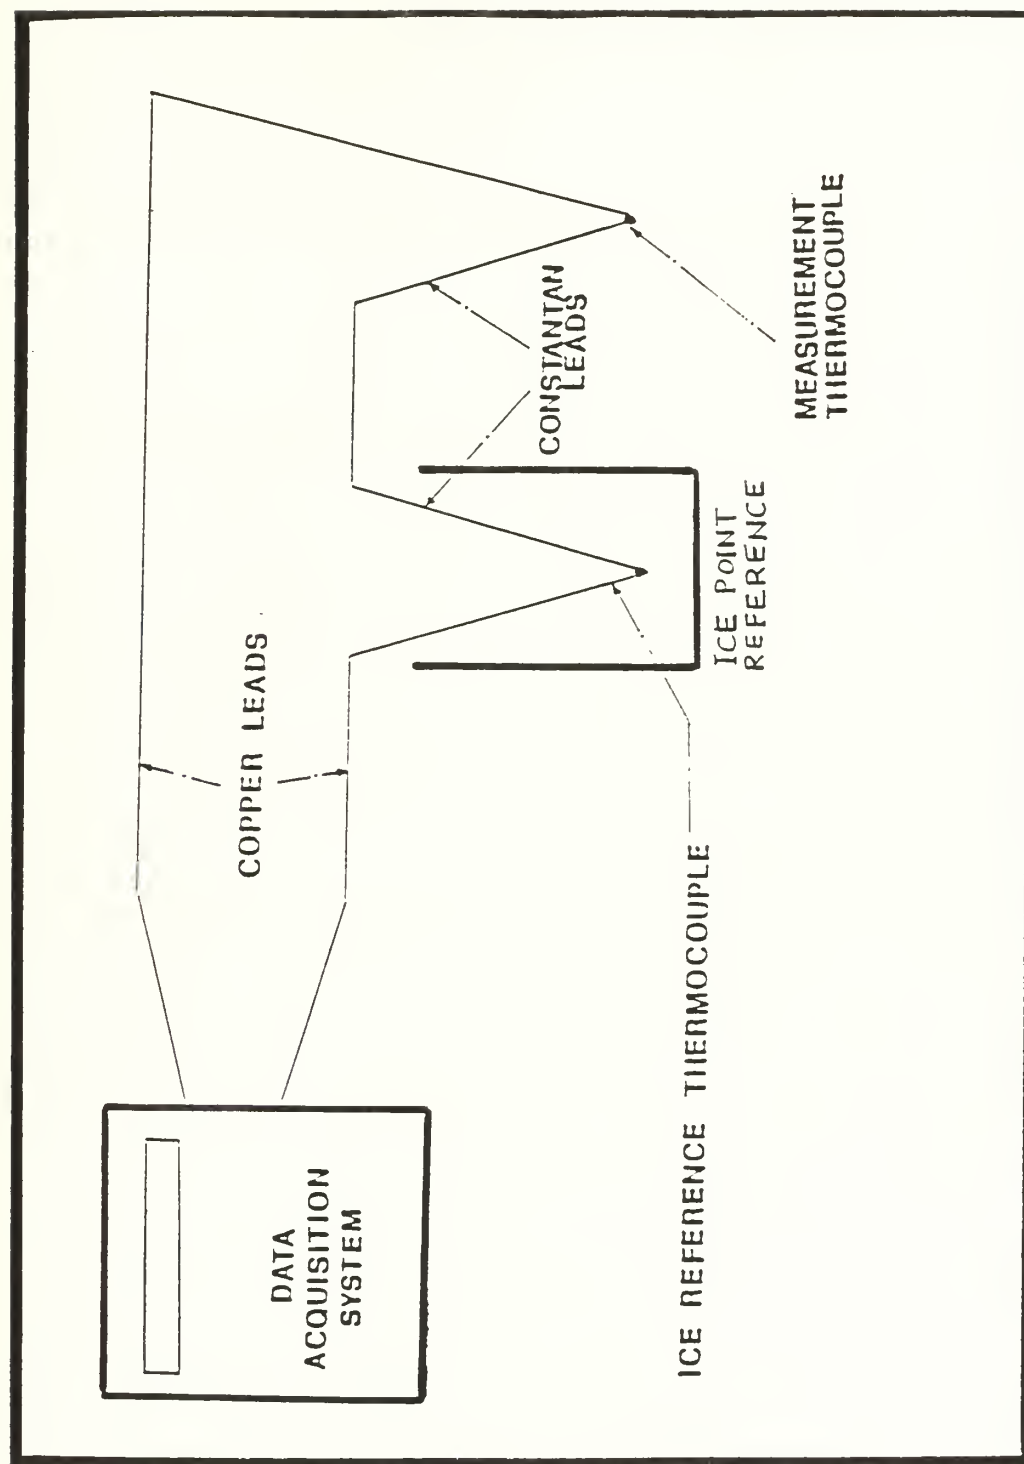 DATA
ACQUISITION
SYSTEM
COPPER LEADS
CONSTANTAN
LEADS
ICE REFERENCE THERMOCOUPLE
ICE POINT
REFERENCE
MEASUREMENT
THERMOCOUPLE